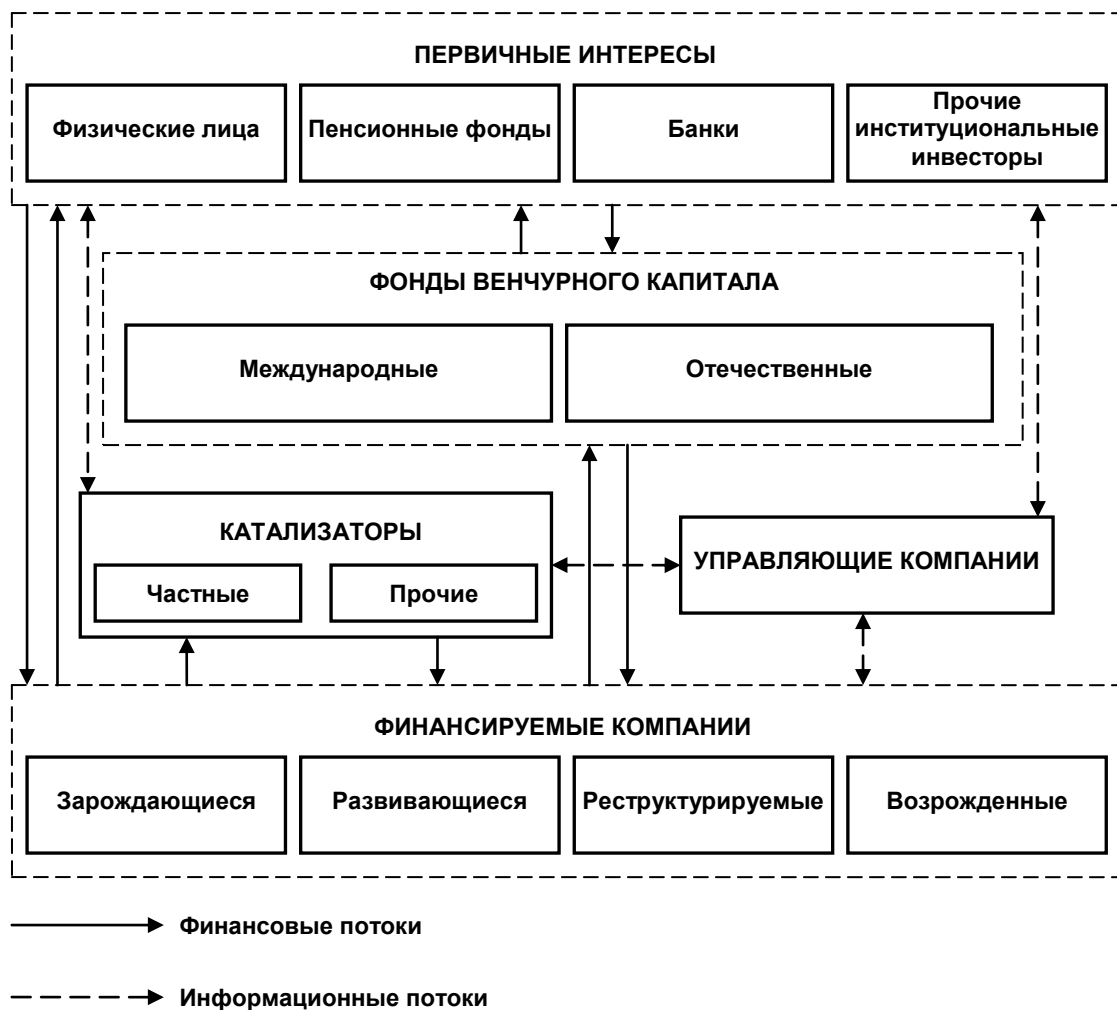 ПЕРВИЧНЫЕ ИНТЕРЕСЫ
Физические лица
Пенсионные фонды
Банки
Прочие
институциональные
инвесторы
ФОНДЫ ВЕНЧУРНОГО КАПИТАЛА
Международные
Отечественные
КАТАЛИЗАТОРЫ
Частные
Прочие
УПРАВЛЯЮЩИЕ КОМПАНИИ
ФИНАНСИРУЕМЫЕ КОМПАНИИ
Зарождающиеся
Развивающиеся
Реструктурируемые
Возрожденные
Финансовые потоки
Информационные потоки